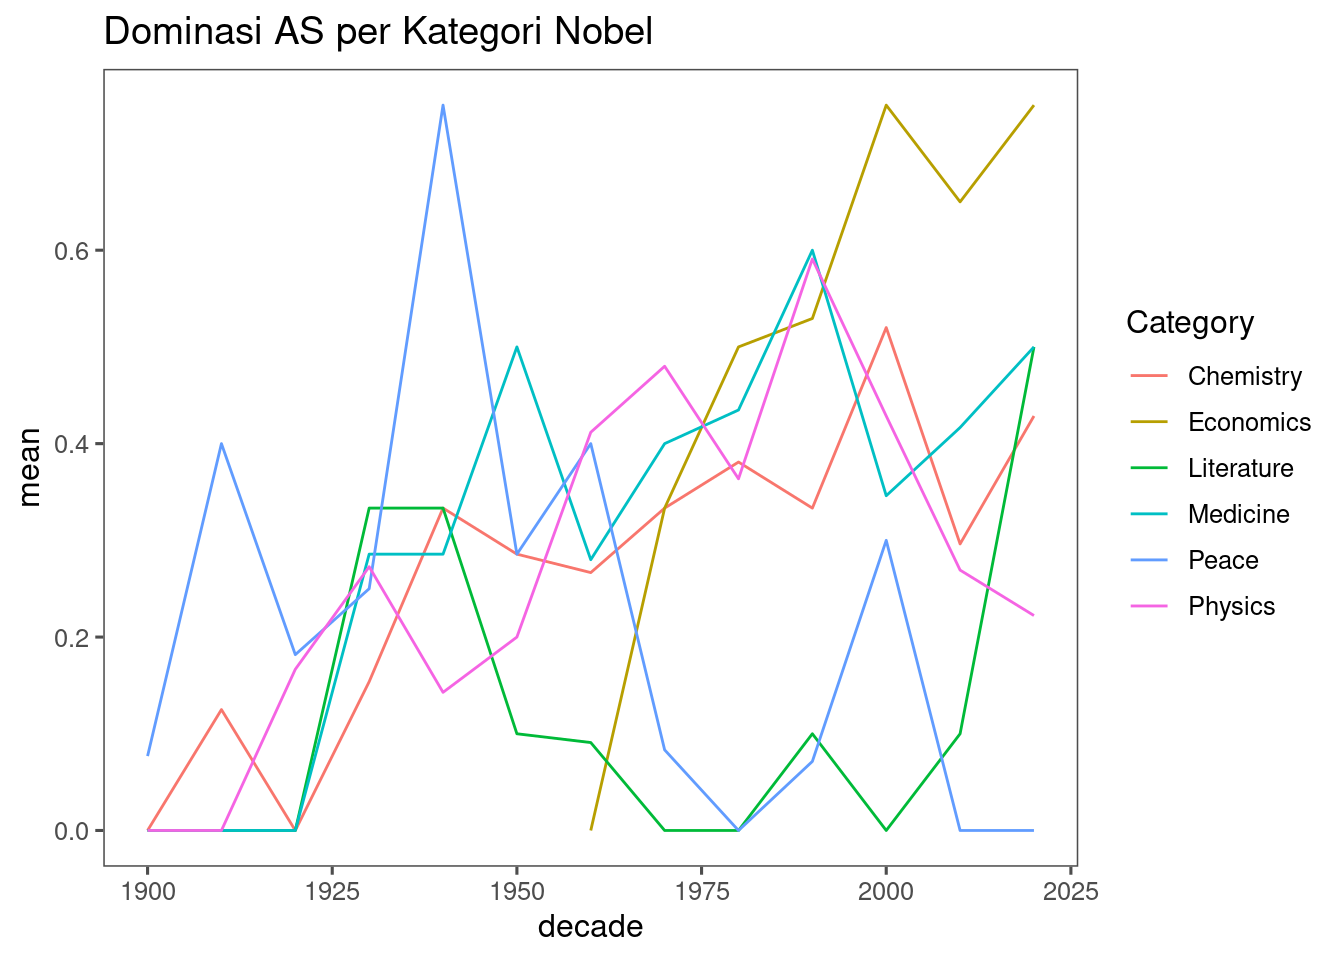 Dominasi AS per Kategori Nobel
mean
0.6
0.4
0.2
0.0
1900
1925
1950
1975
2000
2025
decade
Category
Chemistry
Economics
Literature
Medicine
Peace
Physics